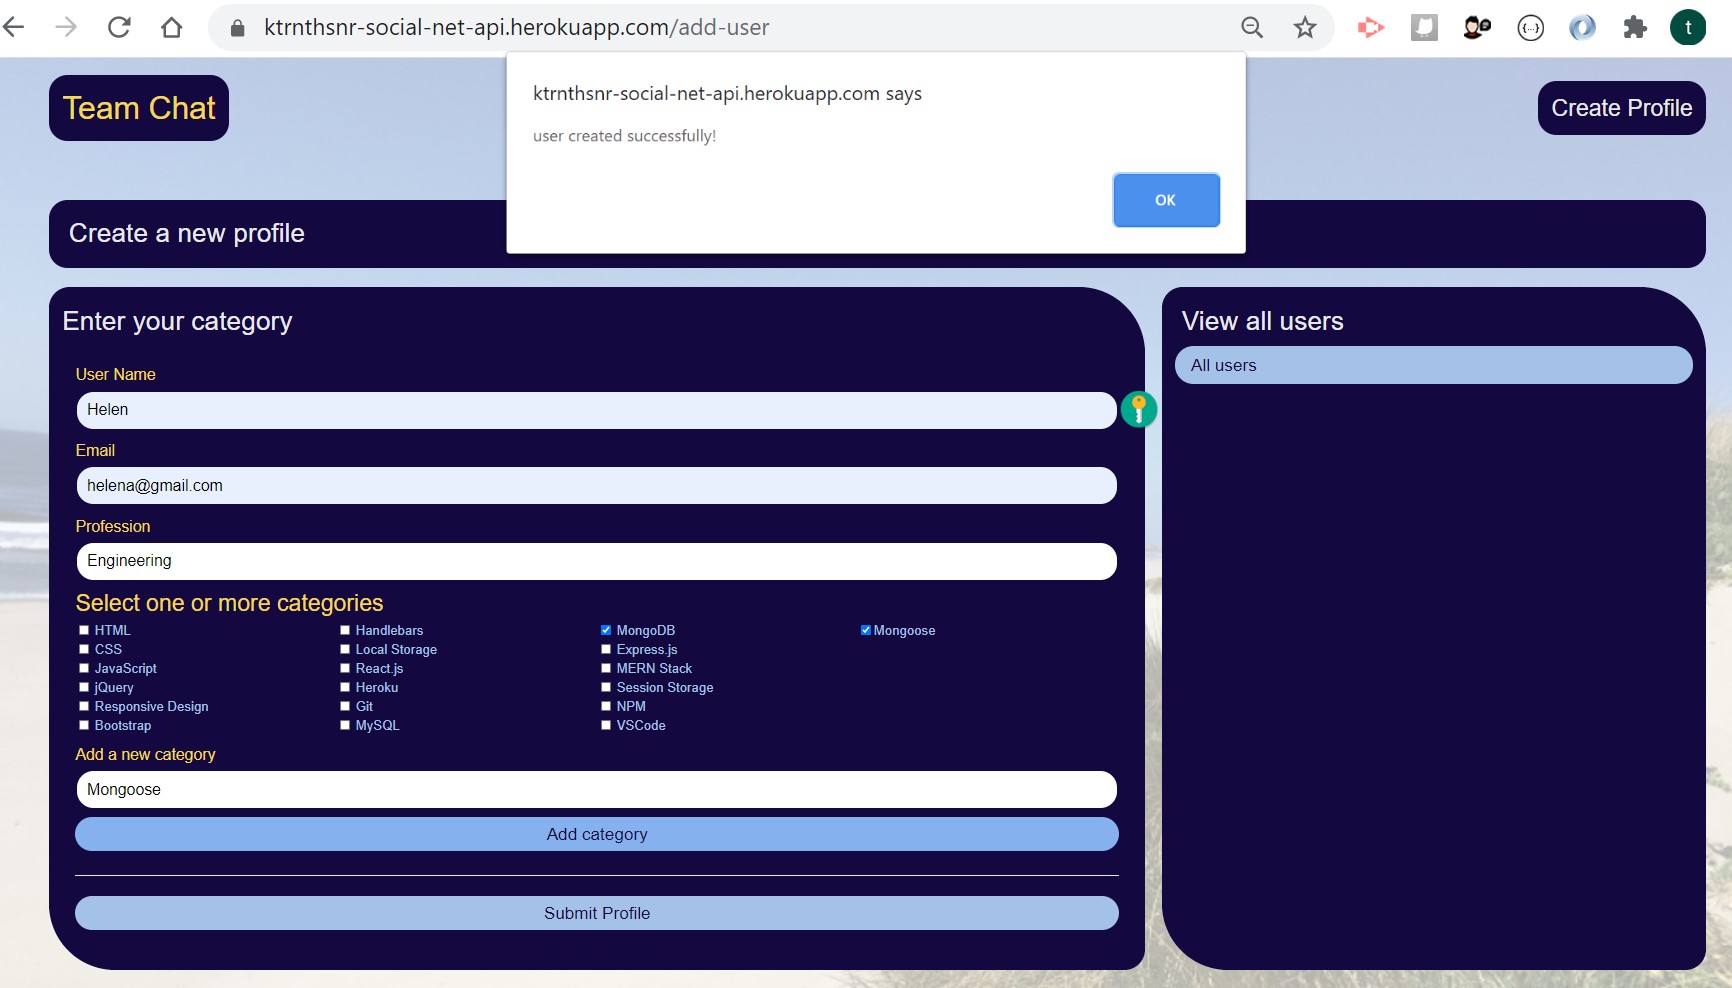 ktrnthsnr-social-net-api.herokuapp.com/add-user
t
ktrnthsnr-social-net-api.herokuapp.com says
user created successfully!
OK
Team Chat
Create Profile
Create a new profile
Enter your category
User Name
Helen
Email
helena@gmail.com
Profession
Engineering
Select one or more categories
HTML
CSS
JavaScript
jQuery
Responsive Design
Bootstrap
Handlebars
Local Storage
React.js
Heroku
Git
MySQL
MongoDB
Express.js
MERN Stack
Session Storage
NPM
VSCode
Mongoose
Add a new category
Mongoose
Add category
Submit Profile
View all users
All users